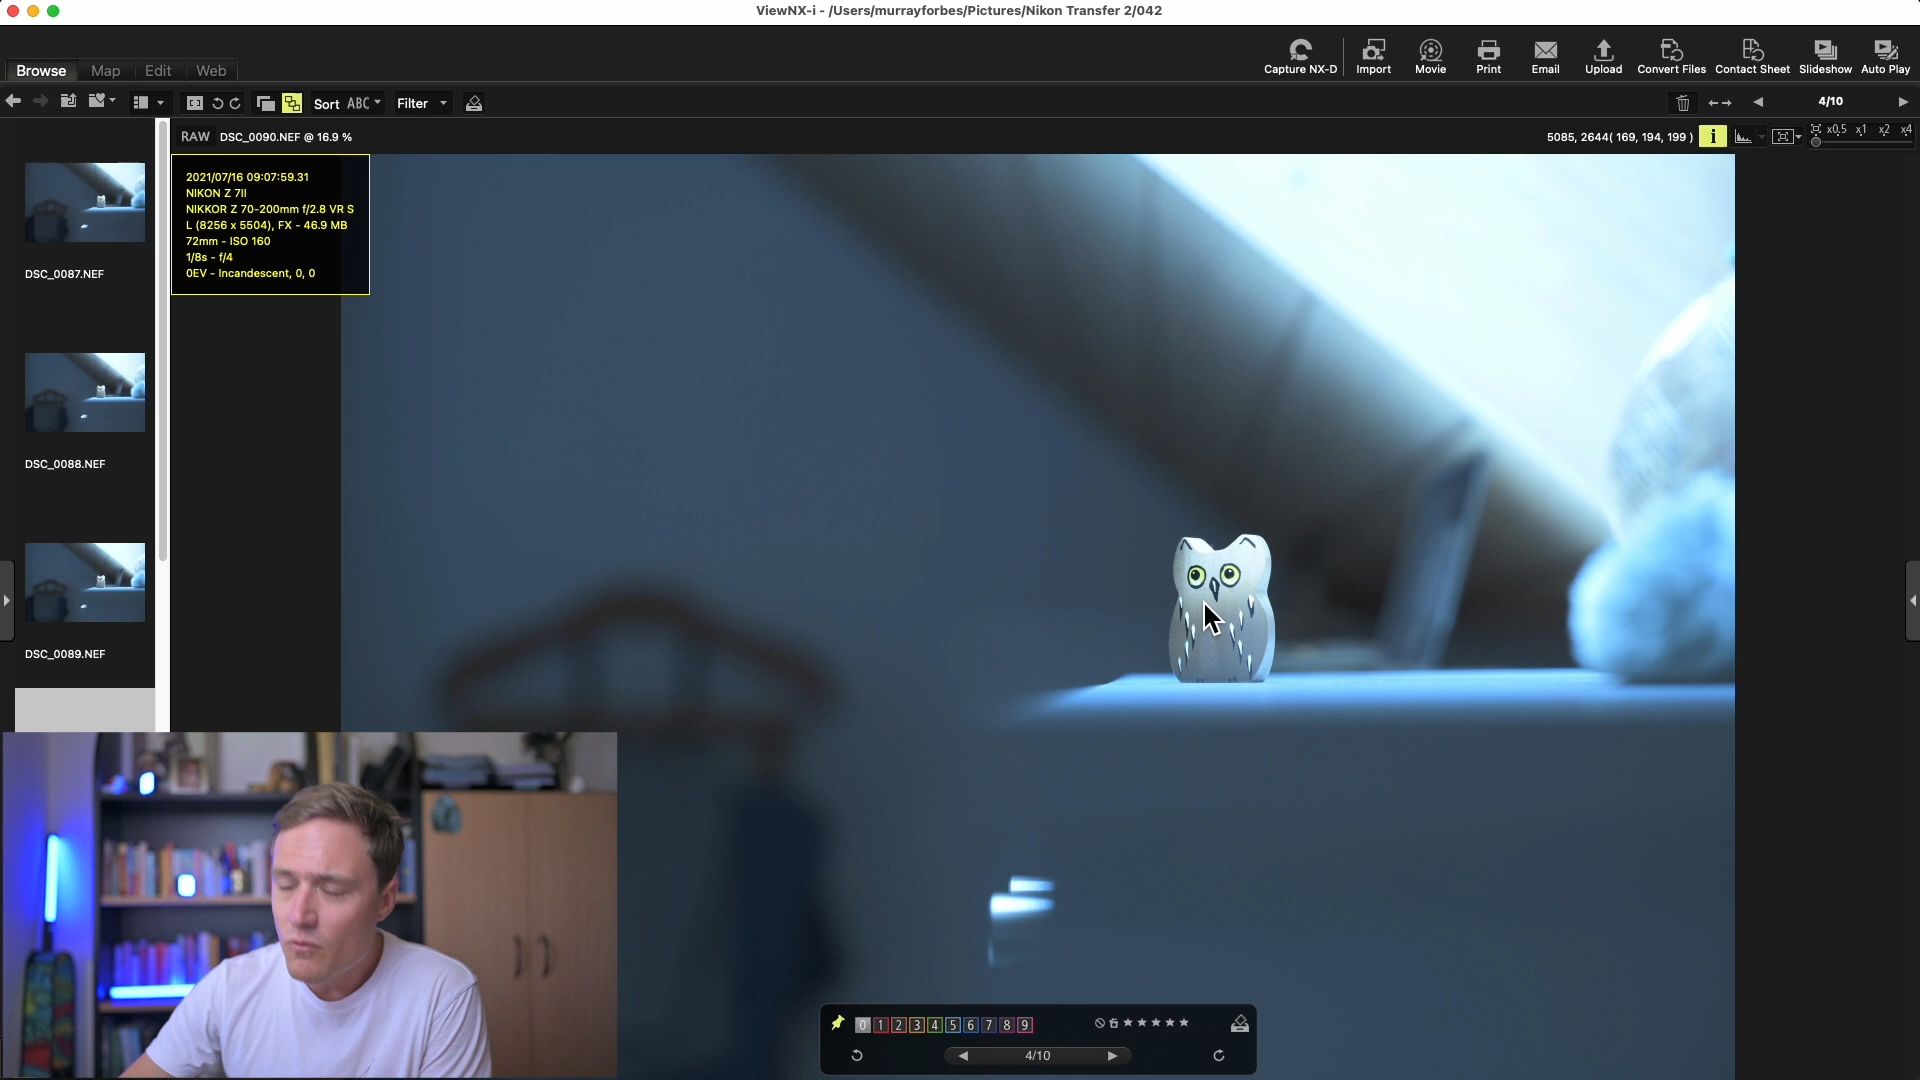 ViewNX-i - /Users/murrayforbes/Pictures/Nikon Transfer 2/042
Capture NX-D
Import
Movie
Print
Email
Upload
Convert Files
Contact Sheet
Slideshow
Auto Play
Browse
Map
Edit
Web
Sort ABC
Filter
4/10
RAW DSC_0090.NEF @ 16.9 %
5085, 2644( 169, 194, 199 )
i
x0,5 x1 x2 x4
2021/07/16 09:07:59.31
NIKON Z 7II
NIKKOR Z 70-200mm f/2.8 VR S
L (8256 x 5504), FX - 46.9 MB
72mm - ISO 160
1/8s - f/4
0EV - Incandescent, 0, 0
DSC_0087.NEF
DSC_0088.NEF
DSC_0089.NEF
0 1 2 3 4 5 6 7 8 9
4/10